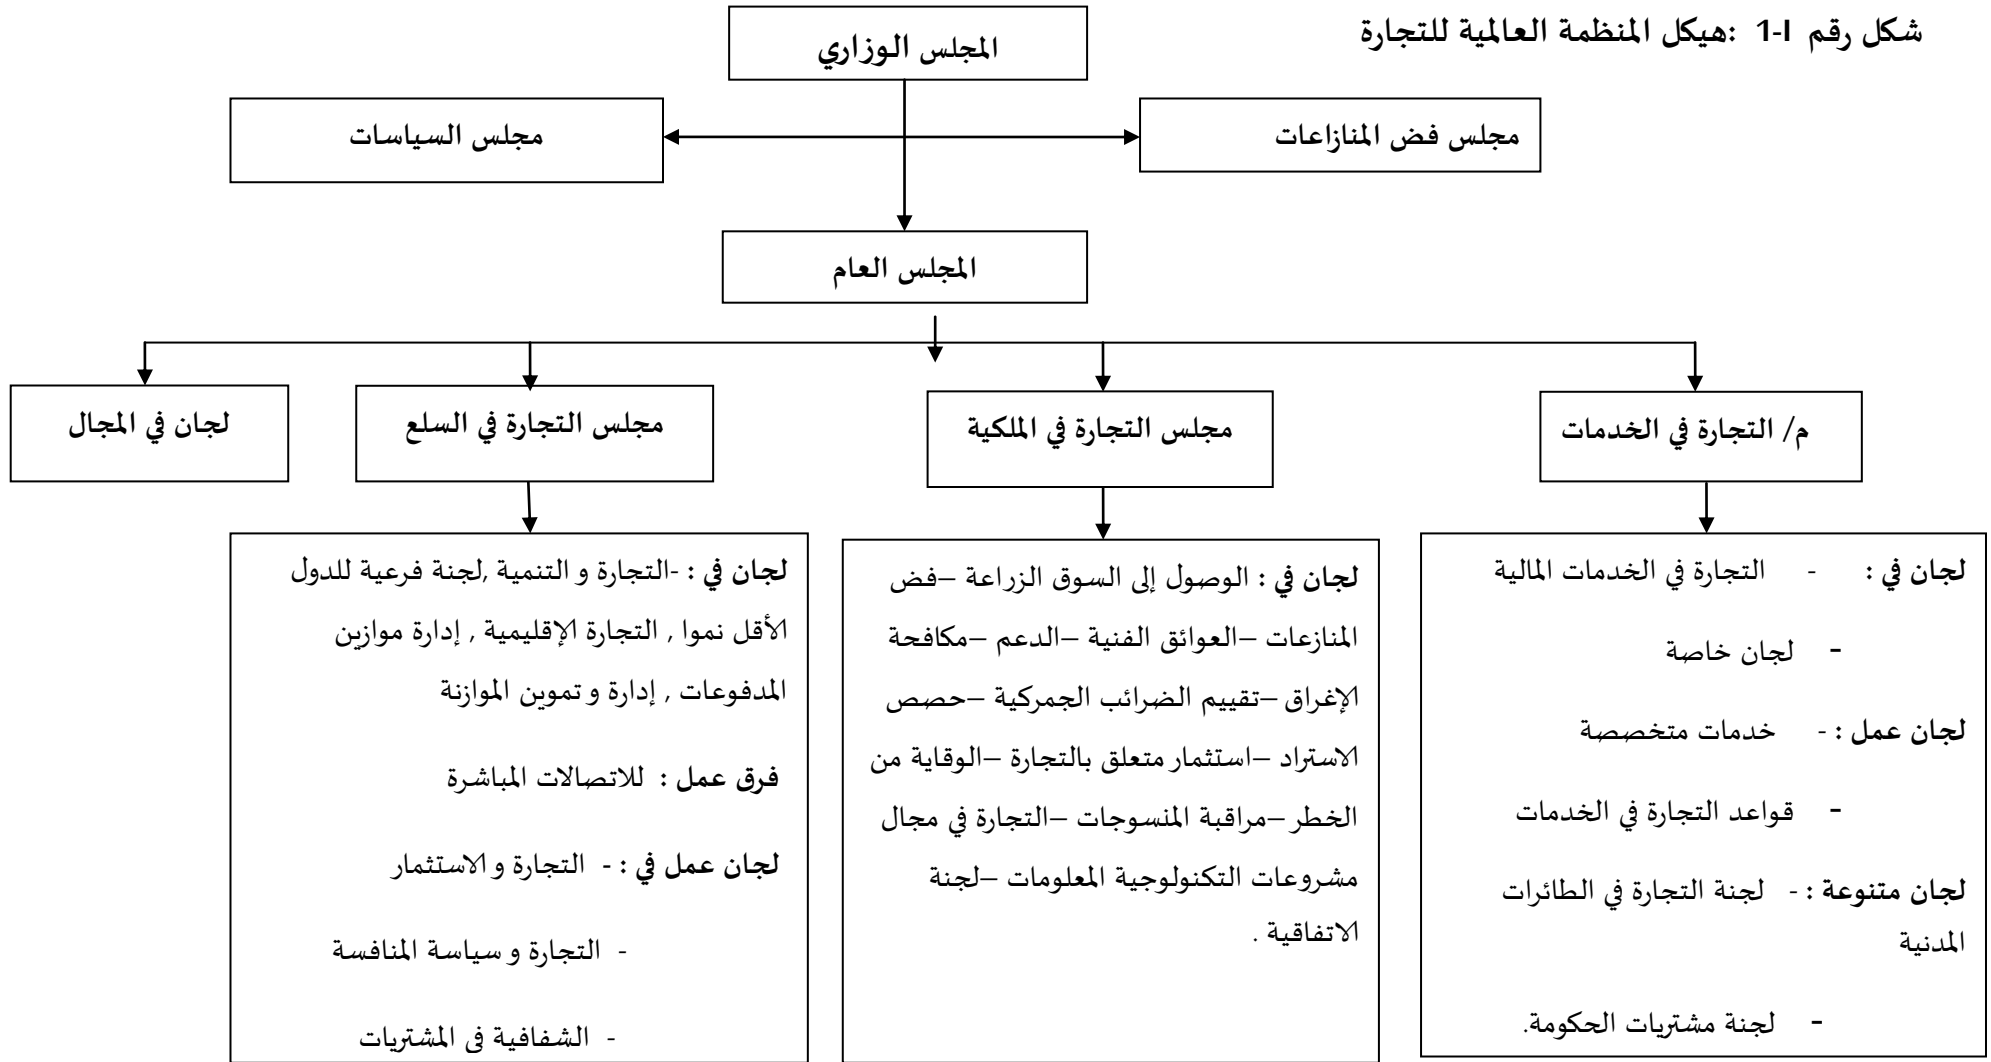 شكل رقم 1-I :هيكل المنظمة العالمية للتجارة
المجلس الوزاري
مجلس فض المنازاعات
مجلس السياسات
المجلس العام
م/ التجارة في الخدمات
مجلس التجارة في الملكية
مجلس التجارة في السلع
لجان في المجال
لجان في : - التجارة في الخدمات المالية
- لجان خاصة
لجان عمل : - خدمات متخصصة
- قواعد التجارة في الخدمات
لجان متنوعة : - لجنة التجارة في الطائرات
المدنية
- لجنة مشتريات الحكومة.
لجان في : الوصول إلى السوق الزراعة –فض
المنازعات –العوائق الفنية –الدعم –مكافحة
الإغراق –تقييم الضرائب الجمركية –حصص
الاستراد –استثمار متعلق بالتجارة –الوقاية من
الخطر –مراقبة المنسوجات –التجارة في مجال
مشروعات التكنولوجية المعلومات –لجنة
الاتفاقية .
لجان في : -التجارة و التنمية ,لجنة فرعية للدول
الأقل نموا , التجارة الإقليمية , إدارة موازين
المدفوعات , إدارة و تموين الموازنة
فرق عمل : للاتصالات المباشرة
لجان عمل في : - التجارة و الاستثمار
- التجارة و سياسة المنافسة
- الشفافية في المشتريات